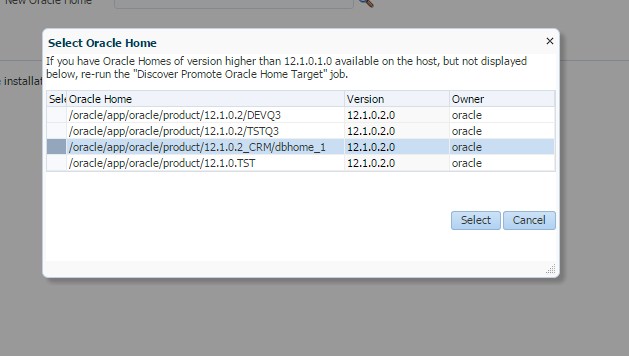 New Oracle Home
Select Oracle Home
If you have Oracle Homes of version higher than 12.1.0.1.0 available on the host, but not displayed
below, re-run the "Discover Promote Oracle Home Target" job.
Sele Oracle Home Version Owner
/oracle/app/oracle/product/12.1.0.2/DEVQ3 12.1.0.2.0 oracle
/oracle/app/oracle/product/12.1.0.2/TSTQ3 12.1.0.2.0 oracle
/oracle/app/oracle/product/12.1.0.2_CRM/dbhome_1 12.1.0.2.0 oracle
/oracle/app/oracle/product/12.1.0.TST 12.1.0.2.0 oracle
e installat
Select Cancel